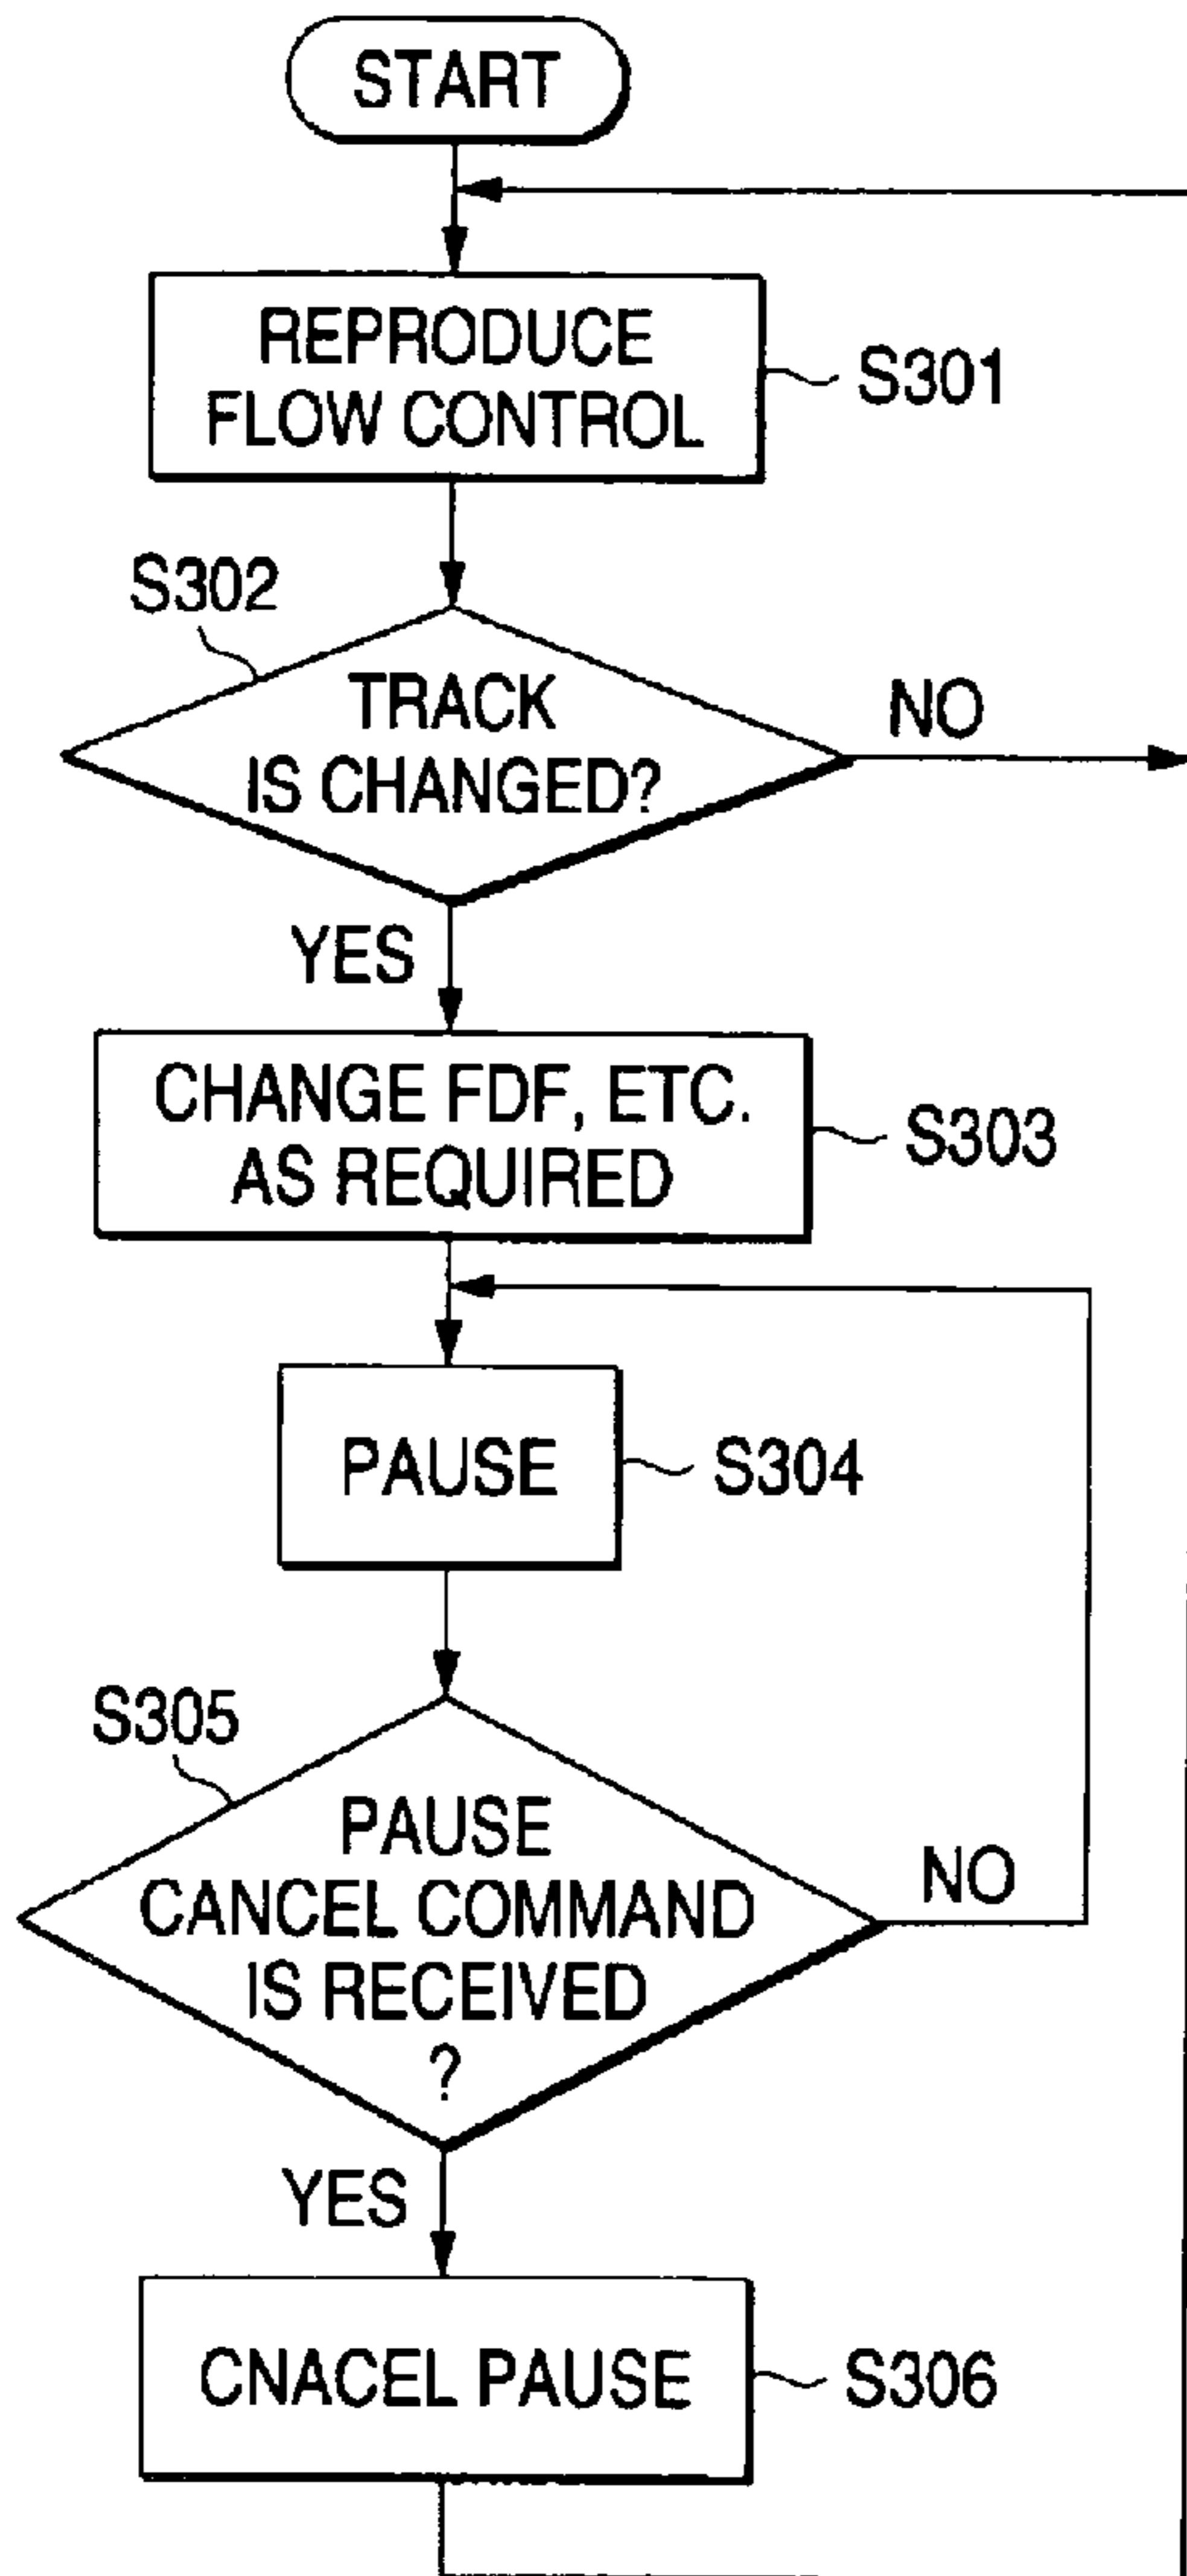 START
REPRODUCE
FLOW CONTROL
S301
S302
TRACK
IS CHANGED?
NO
YES
CHANGE FDF, ETC.
AS REQUIRED
S303
PAUSE
S304
S305
PAUSE
CANCEL COMMAND
IS RECEIVED
?
NO
YES
CNACEL PAUSE
S306